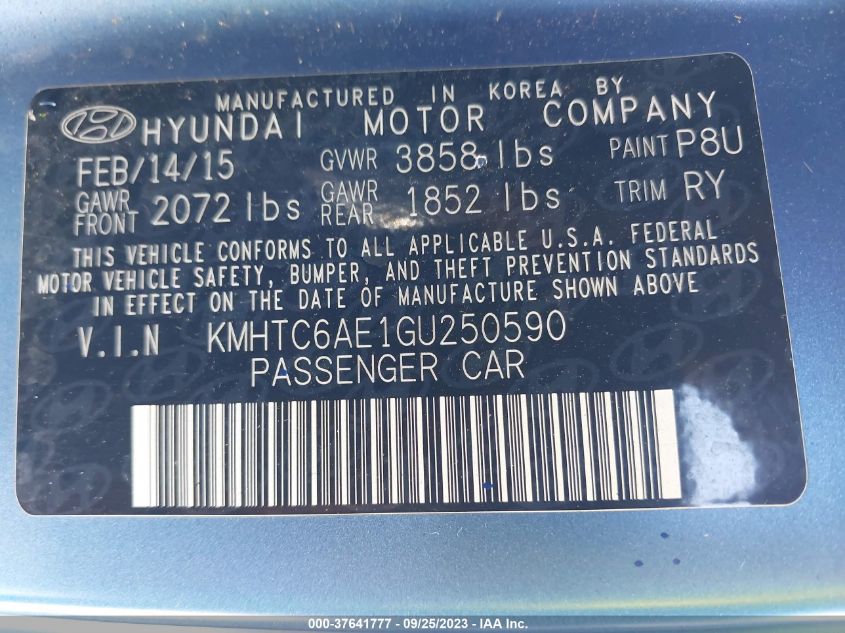 MANUFACTURED IN KOREA BY
HYUNDAI MOTOR COMPANY
FEB/14/15 GVWR 3858 lbs PAINT P8U
GAWR FRONT 2072 lbs GAWR REAR 1852 lbs TRIM RY
THIS VEHICLE CONFORMS TO ALL APPLICABLE U.S.A. FEDERAL
MOTOR VEHICLE SAFETY, BUMPER, AND THEFT PREVENTION STANDARDS
IN EFFECT ON THE DATE OF MANUFACTURE SHOWN ABOVE
V.I.N KMHTC6AE1GU250590
PASSENGER CAR
000-37641777 - 09/25/2023 - IAA Inc.